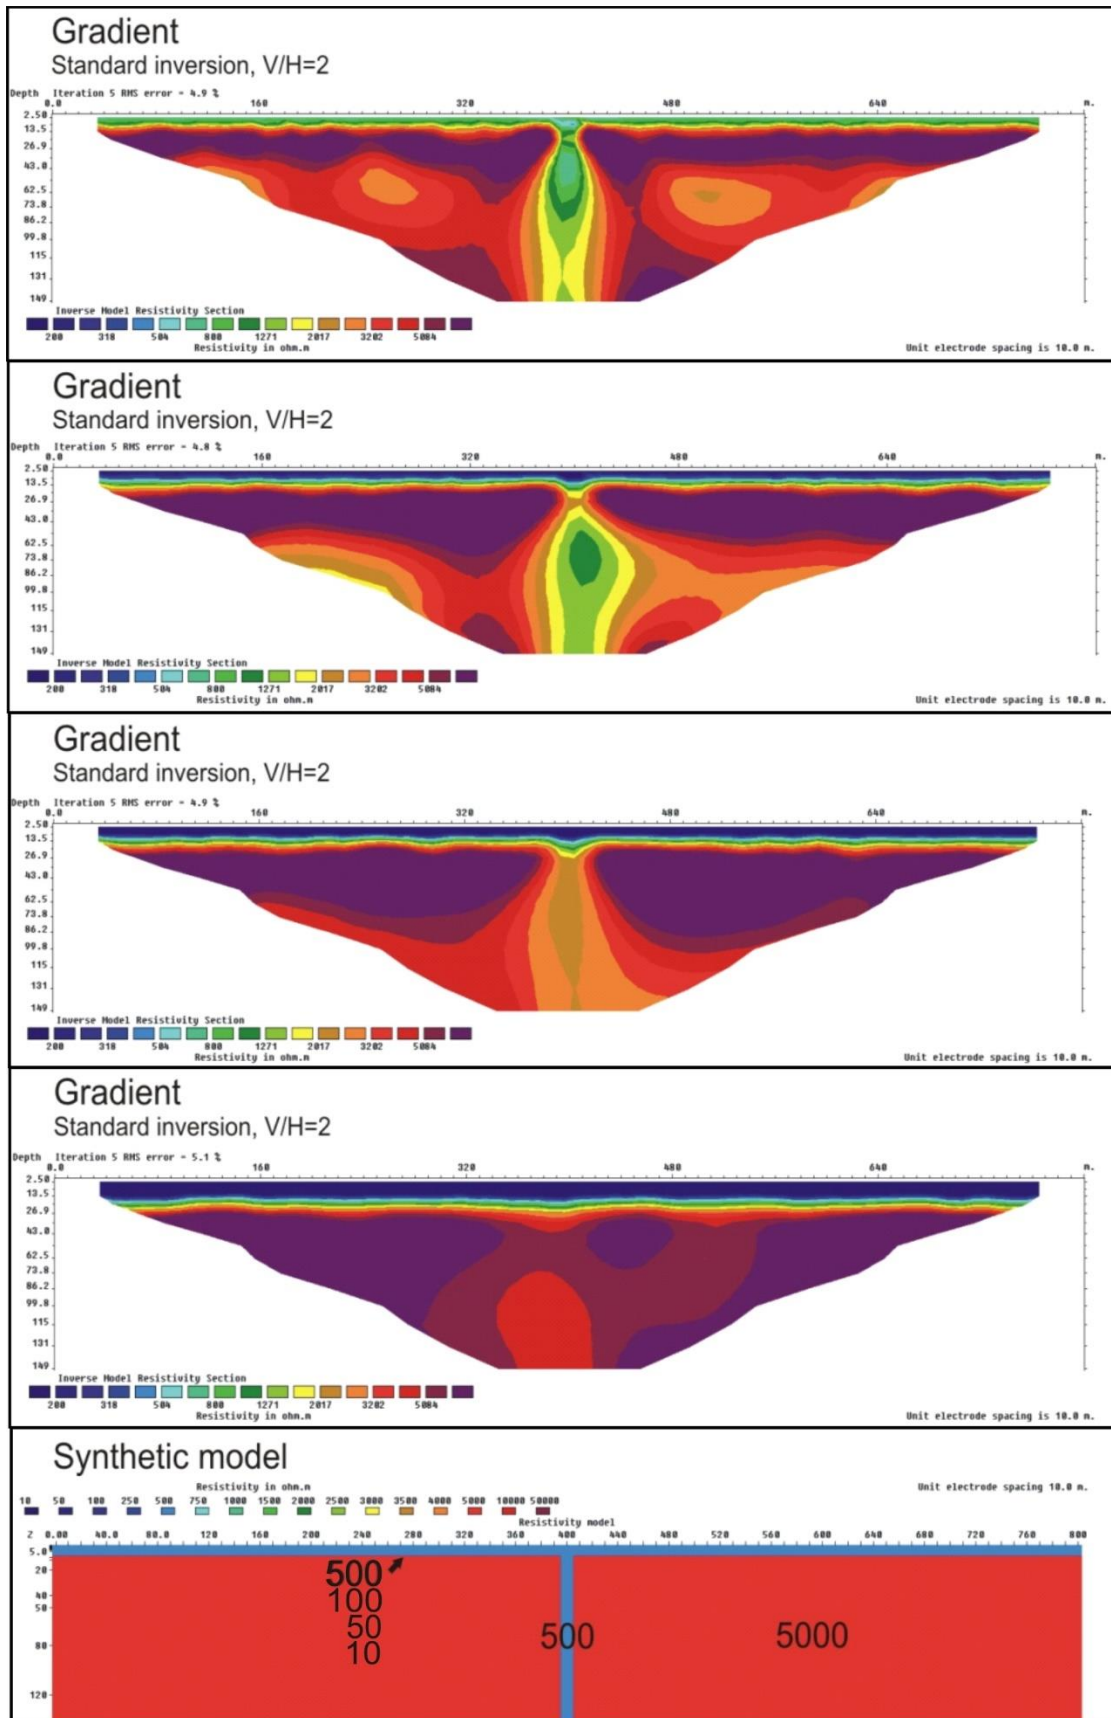 Gradient
Standard inversion, V/H=2
Depth Iteration 5 RMS error = 4.9 %
0.0 160 320 480 640 m.
2.50
13.5
26.9
43.0
62.5
73.8
86.2
99.8
115
131
149
Inverse Model Resistivity Section
200 318 504 800 1271 2017 3202 5084
Resistivity in ohm.m
Unit electrode spacing is 10.0 m.
Gradient
Standard inversion, V/H=2
Depth Iteration 5 RMS error = 4.8 %
0.0 160 320 480 640 m.
2.50
13.5
26.9
43.0
62.5
73.8
86.2
99.8
115
131
149
Inverse Model Resistivity Section
200 318 504 800 1271 2017 3202 5084
Resistivity in ohm.m
Unit electrode spacing is 10.0 m.
Gradient
Standard inversion, V/H=2
Depth Iteration 5 RMS error = 4.9 %
0.0 160 320 480 640 m.
2.50
13.5
26.9
43.0
62.5
73.8
86.2
99.8
115
131
149
Inverse Model Resistivity Section
200 318 504 800 1271 2017 3202 5084
Resistivity in ohm.m
Unit electrode spacing is 10.0 m.
Gradient
Standard inversion, V/H=2
Depth Iteration 5 RMS error = 5.1 %
0.0 160 320 480 640 m.
2.50
13.5
26.9
43.0
62.5
73.8
86.2
99.8
115
131
149
Inverse Model Resistivity Section
200 318 504 800 1271 2017 3202 5084
Resistivity in ohm.m
Unit electrode spacing is 10.0 m.
Synthetic model
Resistivity in ohm.m
Unit electrode spacing 10.0 m.
10 50 100 250 500 750 1000 1500 2000 2500 3000 3500 4000 5000 10000 50000
Resistivity model
Z 0.00 40.0 80.0 120 160 200 240 280 320 360 400 440 480 520 560 600 640 680 720 760 800
5.0
20
40
50
80
120
500
100
50
10
500
5000